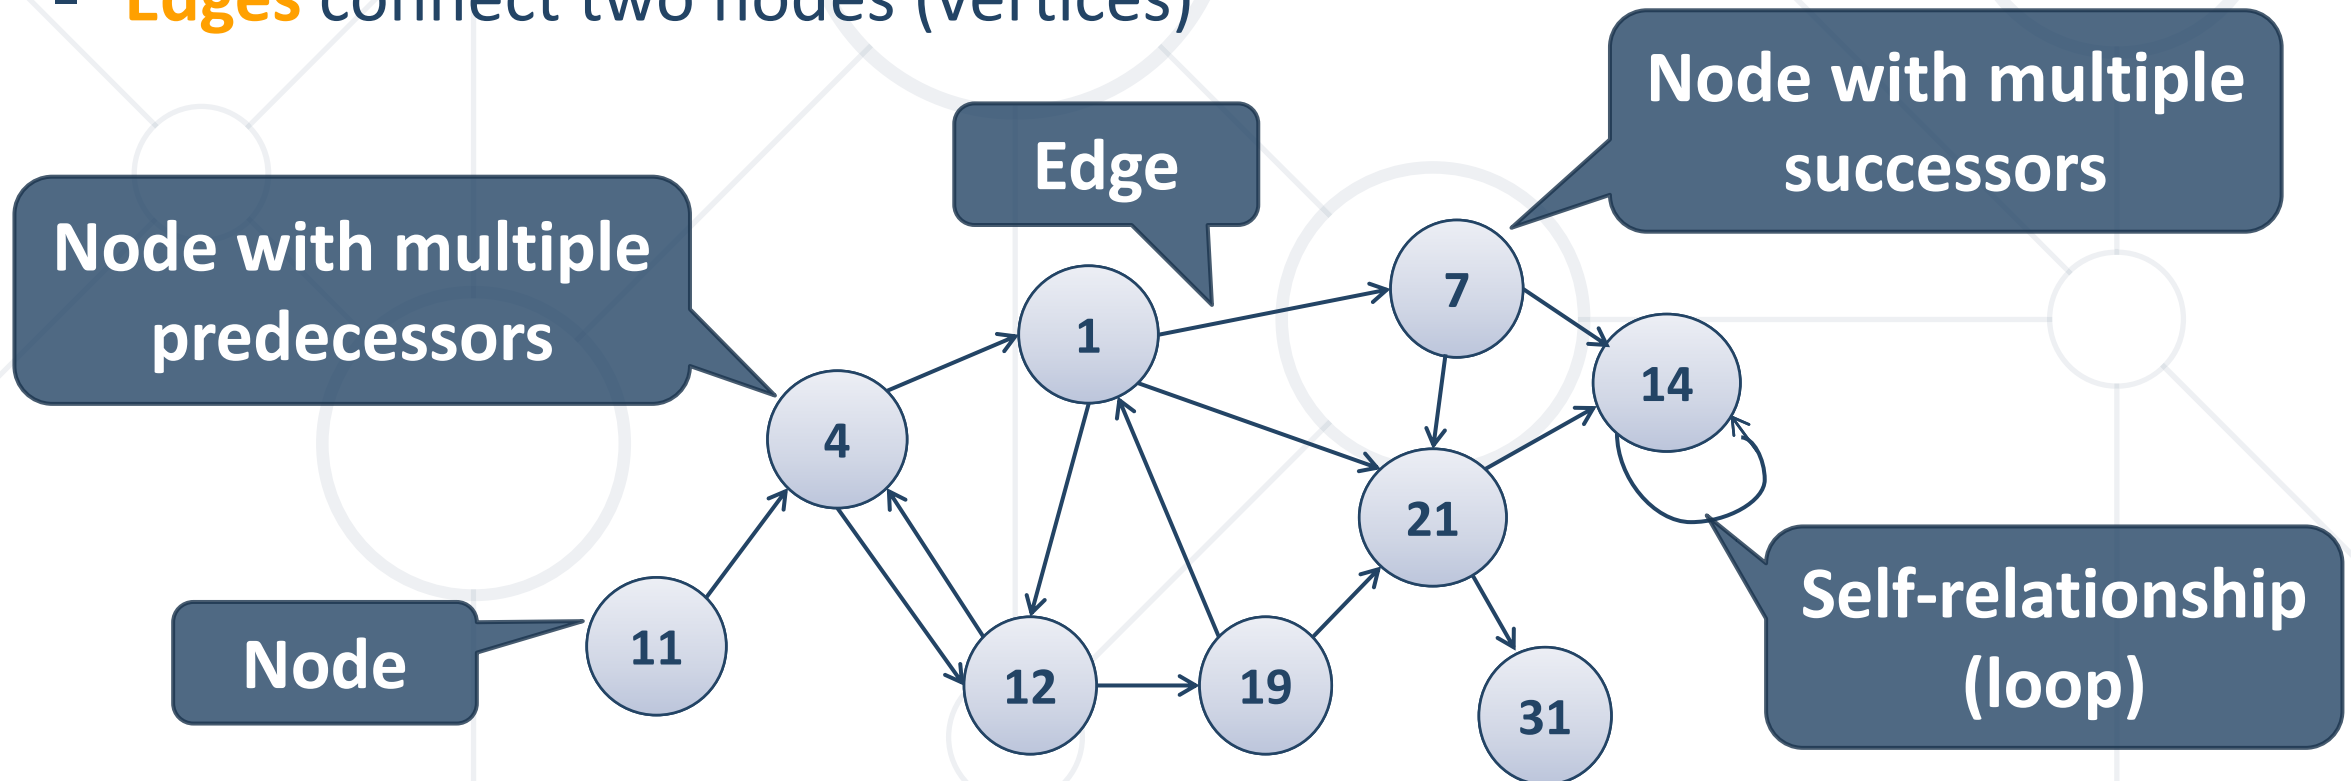 ▪ Edges connect two nodes (vertices)
Node with multiple
successors
Edge
Node with multiple
predecessors
7
1
14
4
21
Self-relationship
(loop)
11
Node
12
19
31